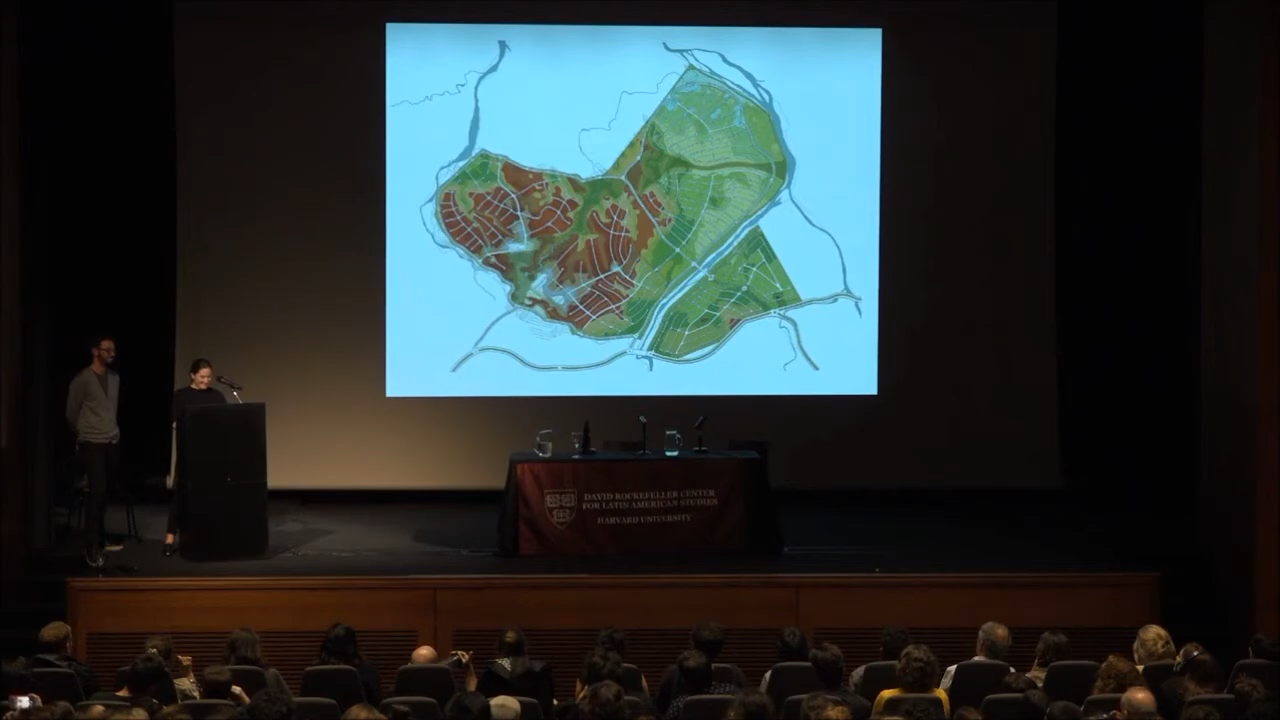 DAVID ROCKEFELLER CENTER
FOR LATIN AMERICAN STUDIES
HARVARD UNIVERSITY